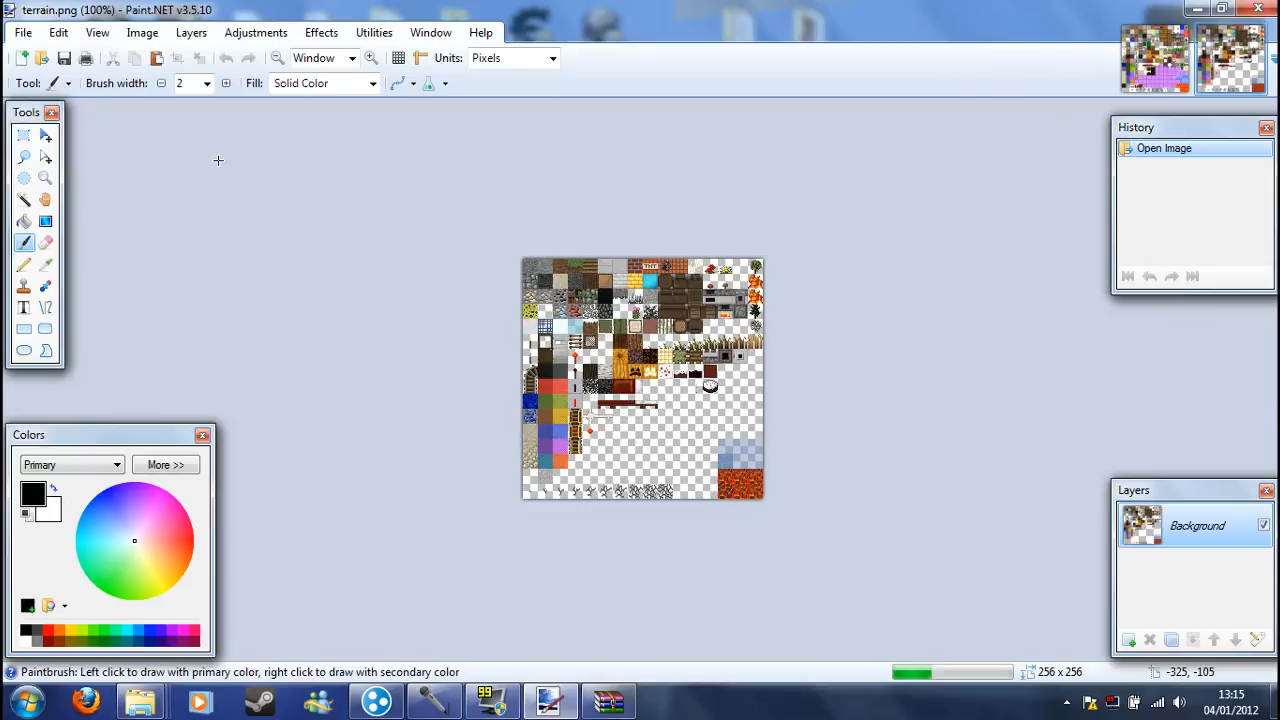 terrain.png (100%) - Paint.NET v3.5.10
File Edit View Image Layers Effects Adjustments Utilities Window Help
Window Units: Pixels
Tool: Brush width: 2 Fill: Solid Color
Tools
History
Open Image
TNT
Colors
Primary More >>
Layers
Background
Paintbrush: Left click to draw with primary color, right click to draw with secondary color
256 x 256
-325, -105
99
13:15
04/01/2012